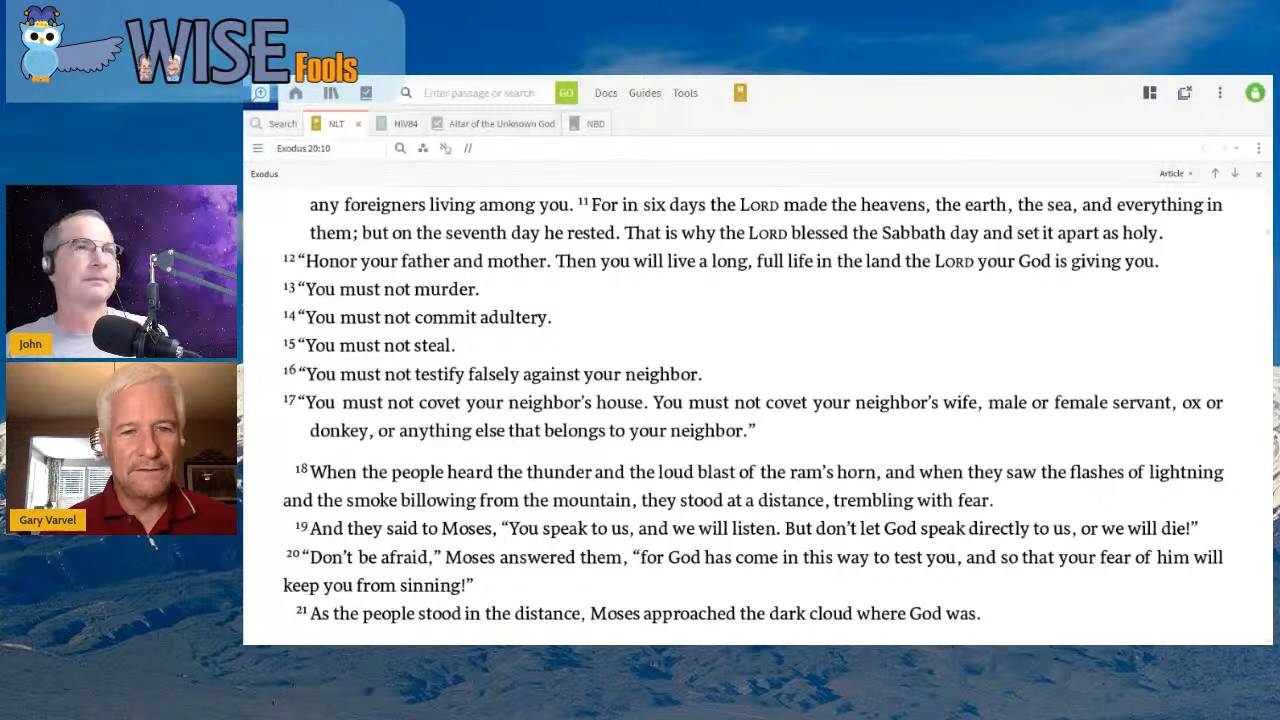 WISE
Fools
Enter passage or search GO Docs Guides Tools
Search NLT × NIV84 Altar of the Unknown God NBD
Exodus 20:10 //
Exodus Article
any foreigners living among you. 11 For in six days the LORD made the heavens, the earth, the sea, and everything in
them; but on the seventh day he rested. That is why the LORD blessed the Sabbath day and set it apart as holy.
12 “Honor your father and mother. Then you will live a long, full life in the land the LORD your God is giving you.
13 “You must not murder.
14 “You must not commit adultery.
15 “You must not steal.
16 “You must not testify falsely against your neighbor.
17 “You must not covet your neighbor’s house. You must not covet your neighbor’s wife, male or female servant, ox or
donkey, or anything else that belongs to your neighbor.”
18 When the people heard the thunder and the loud blast of the ram’s horn, and when they saw the flashes of lightning
and the smoke billowing from the mountain, they stood at a distance, trembling with fear.
19 And they said to Moses, “You speak to us, and we will listen. But don’t let God speak directly to us, or we will die!”
20 “Don’t be afraid,” Moses answered them, “for God has come in this way to test you, and so that your fear of him will
keep you from sinning!”
21 As the people stood in the distance, Moses approached the dark cloud where God was.
John
Gary Varvel